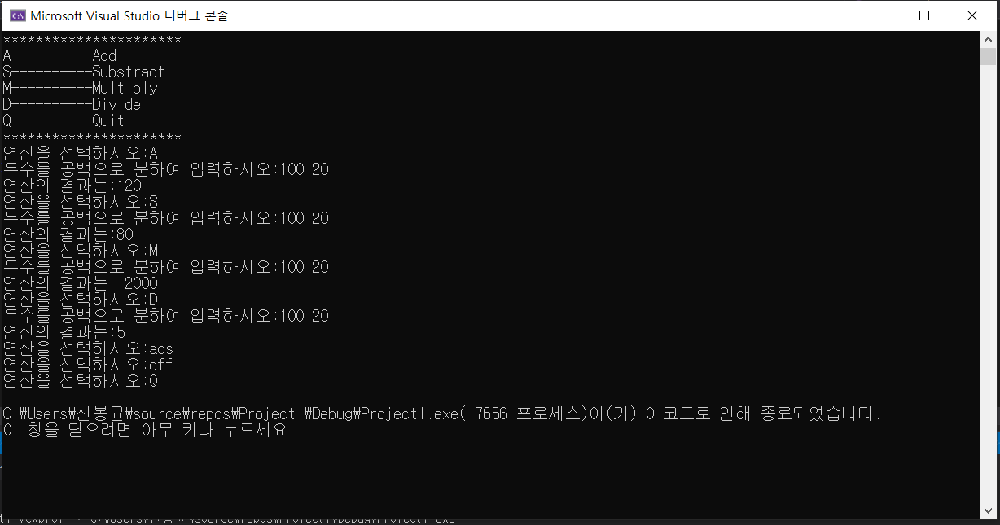 Microsoft Visual Studio 디버그 콘솔
**********************
A----------Add
S----------Substract
M----------Multiply
D----------Divide
Q----------Quit
**********************
연산을 선택하시오:A
두수를 공백으로 분하여 입력하시오:100 20
연산의 결과는:120
연산을 선택하시오:S
두수를 공백으로 분하여 입력하시오:100 20
연산의 결과는:80
연산을 선택하시오:M
두수를 공백으로 분하여 입력하시오:100 20
연산의 결과는 :2000
연산을 선택하시오:D
두수를 공백으로 분하여 입력하시오:100 20
연산의 결과는:5
연산을 선택하시오:ads
연산을 선택하시오:dff
연산을 선택하시오:Q
C:₩Users₩신봉균₩source₩repos₩Project1₩Debug₩Project1.exe(17656 프로세스)이(가) 0 코드로 인해 종료되었습니다.
이 창을 닫으려면 아무 키나 누르세요.